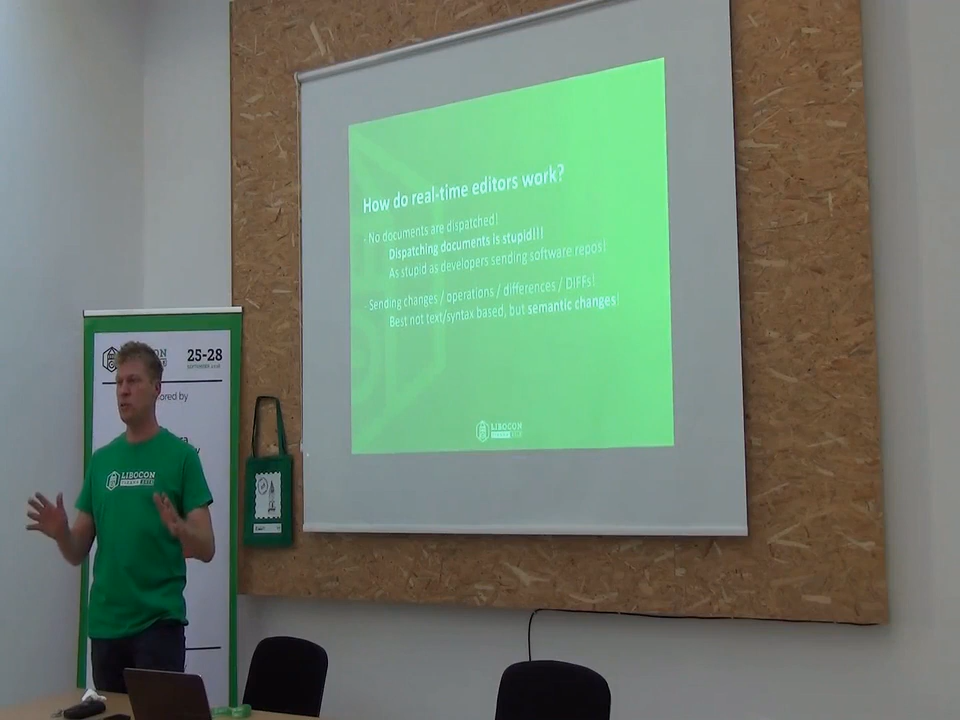 How do real-time editors work?
- No documents are dispatched!
Dispatching documents is stupid!!!
As stupid as developers sending software repos!
- Sending changes / operations / differences / DIFFs!
Best not text/syntax based, but semantic changes!
LIBOCON
25-28
LIBOCON